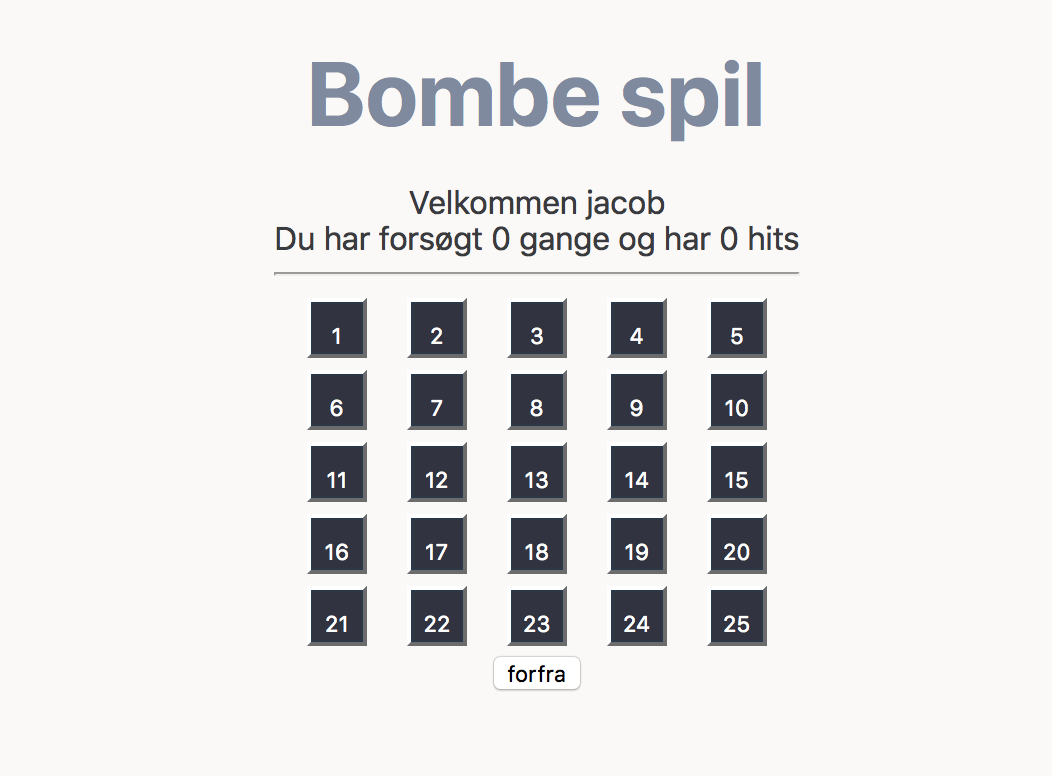 Bombe spil
Velkommen jacob
Du har forsøgt 0 gange og har 0 hits
1 2 3 4 5
6 7 8 9 10
11 12 13 14 15
16 17 18 19 20
21 22 23 24 25
forfra